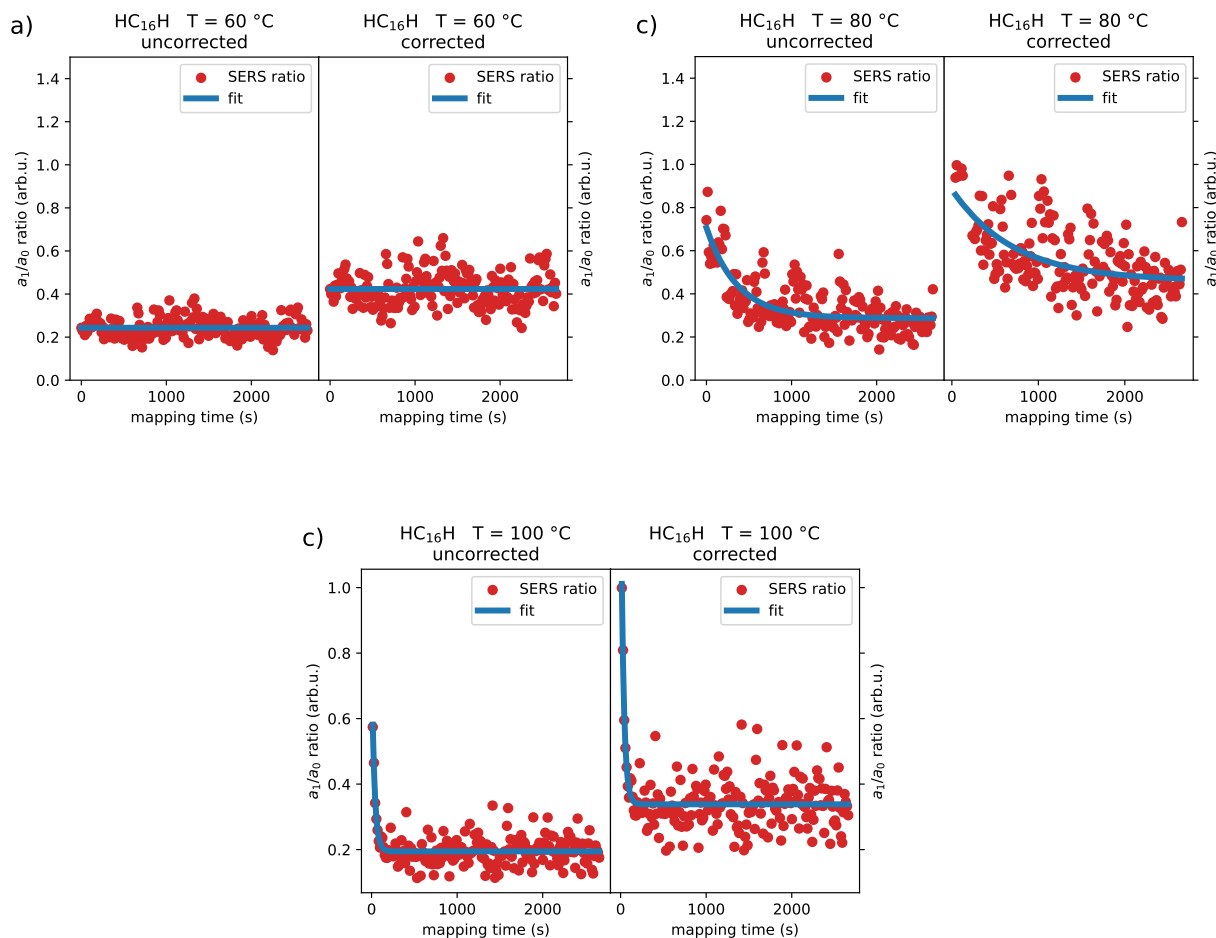 a)
HC₁₆H   T = 60 °C
uncorrected
HC₁₆H   T = 60 °C
corrected
SERS ratio
fit
SERS ratio
fit
a₁/a₀ ratio (arb.u.)
a₁/a₀ ratio (arb.u.)
1.4
1.2
1.0
0.8
0.6
0.4
0.2
0.0
0
1000
2000
0
1000
2000
mapping time (s)
mapping time (s)
c)
HC₁₆H   T = 80 °C
uncorrected
HC₁₆H   T = 80 °C
corrected
SERS ratio
fit
SERS ratio
fit
a₁/a₀ ratio (arb.u.)
a₁/a₀ ratio (arb.u.)
1.4
1.2
1.0
0.8
0.6
0.4
0.2
0.0
0
1000
2000
0
1000
2000
mapping time (s)
mapping time (s)
c)
HC₁₆H   T = 100 °C
uncorrected
HC₁₆H   T = 100 °C
corrected
SERS ratio
fit
SERS ratio
fit
a₁/a₀ ratio (arb.u.)
a₁/a₀ ratio (arb.u.)
1.0
0.8
0.6
0.4
0.2
0
1000
2000
0
1000
2000
mapping time (s)
mapping time (s)